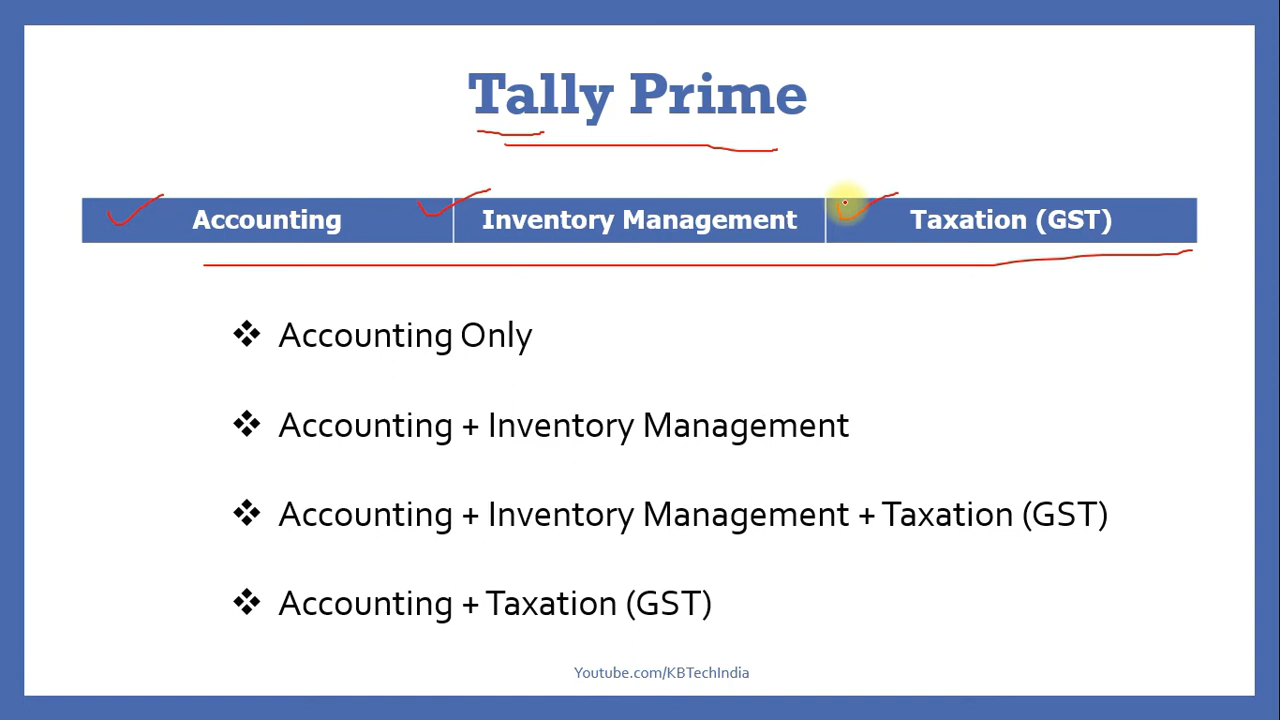 Tally Prime
Accounting Inventory Management Taxation (GST)
❖ Accounting Only
❖ Accounting + Inventory Management
❖ Accounting + Inventory Management + Taxation (GST)
❖ Accounting + Taxation (GST)
Youtube.com/KBTechIndia